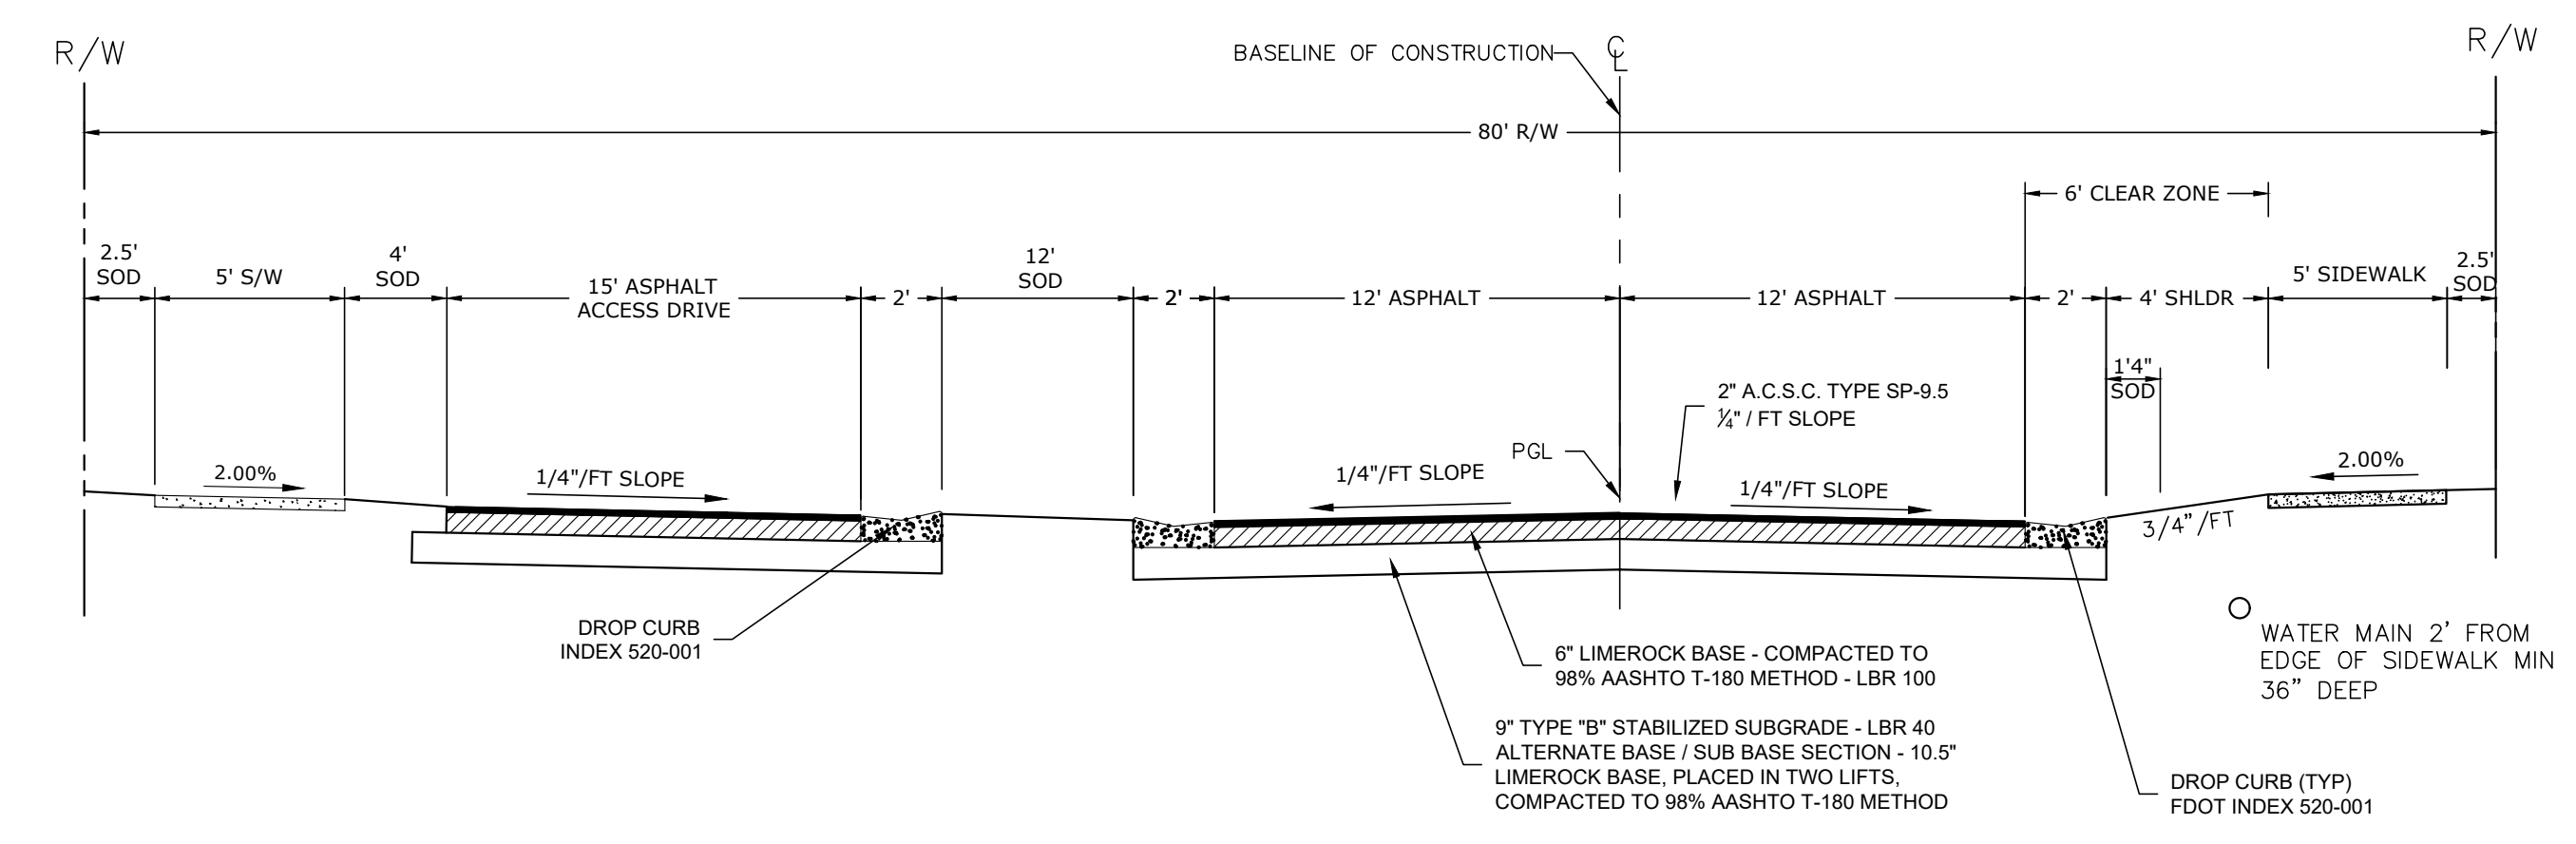 R/W
BASELINE OF CONSTRUCTION
℄
R/W
80' R/W
6' CLEAR ZONE
2.5'
SOD
5' S/W
4'
SOD
15' ASPHALT
ACCESS DRIVE
2'
12'
SOD
2'
12' ASPHALT
12' ASPHALT
2'
4' SHLDR
5' SIDEWALK
2.5'
SOD
1'4"
SOD
2" A.C.S.C. TYPE SP-9.5
¼" / FT SLOPE
PGL
2.00%
1/4"/FT SLOPE
1/4"/FT SLOPE
1/4"/FT SLOPE
2.00%
3/4"/FT
DROP CURB
INDEX 520-001
6" LIMEROCK BASE - COMPACTED TO
98% AASHTO T-180 METHOD - LBR 100
WATER MAIN 2' FROM
EDGE OF SIDEWALK MIN
36" DEEP
9" TYPE "B" STABILIZED SUBGRADE - LBR 40
ALTERNATE BASE / SUB BASE SECTION - 10.5"
LIMEROCK BASE, PLACED IN TWO LIFTS,
COMPACTED TO 98% AASHTO T-180 METHOD
DROP CURB (TYP)
FDOT INDEX 520-001